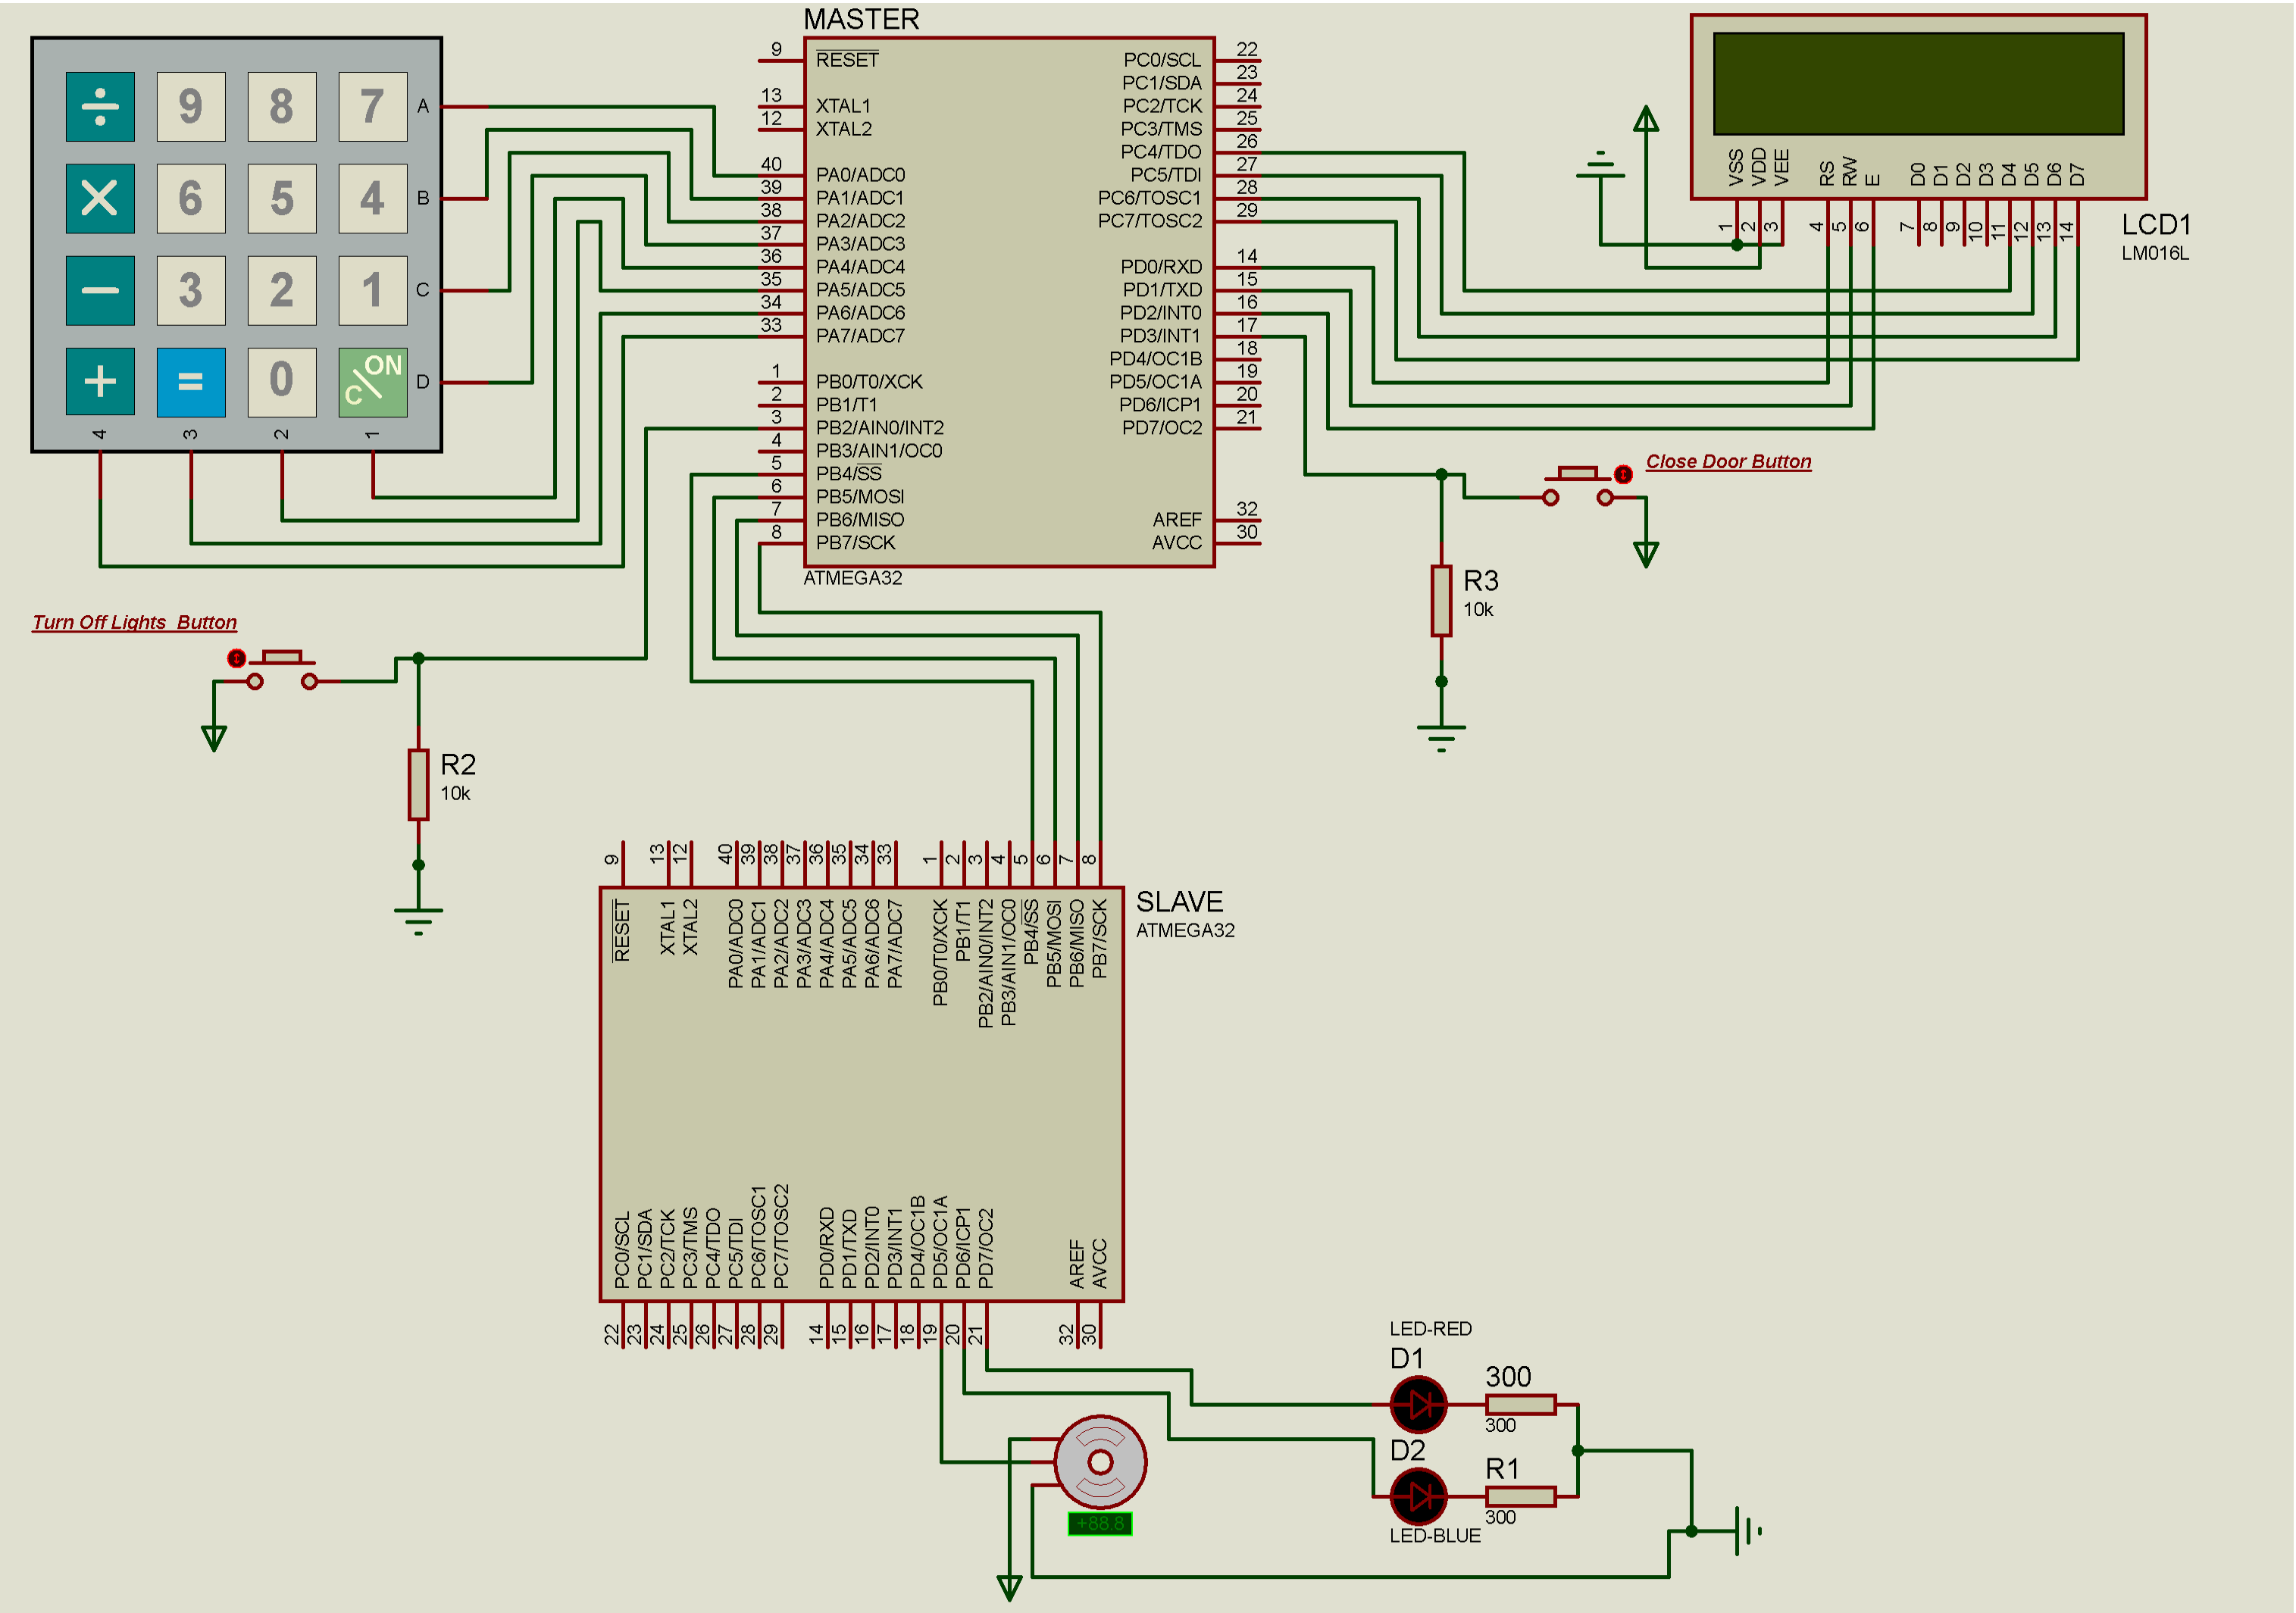 MASTER
÷ 9 8 7 A
× 6 5 4 B
− 3 2 1 C
+ = 0 ON
C
D
4 3 2 1
9 RESET
13 XTAL1
12 XTAL2
40 PA0/ADC0
39 PA1/ADC1
38 PA2/ADC2
37 PA3/ADC3
36 PA4/ADC4
35 PA5/ADC5
34 PA6/ADC6
33 PA7/ADC7
1 PB0/T0/XCK
2 PB1/T1
3 PB2/AIN0/INT2
4 PB3/AIN1/OC0
5 PB4/SS
6 PB5/MOSI
7 PB6/MISO
8 PB7/SCK
PC0/SCL 22
PC1/SDA 23
PC2/TCK 24
PC3/TMS 25
PC4/TDO 26
PC5/TDI 27
PC6/TOSC1 28
PC7/TOSC2 29
PD0/RXD 14
PD1/TXD 15
PD2/INT0 16
PD3/INT1 17
PD4/OC1B 18
PD5/OC1A 19
PD6/ICP1 20
PD7/OC2 21
AREF 32
AVCC 30
ATMEGA32
VSS VDD VEE RS RW E D0 D1 D2 D3 D4 D5 D6 D7
1 2 3 4 5 6 7 8 9 10 11 12 13 14
LCD1
LM016L
Close Door Button
R3
10k
Turn Off Lights Button
R2
10k
9 13 12 40 39 38 37 36 35 34 33 1 2 3 4 5 6 7 8
SLAVE
ATMEGA32
RESET XTAL1 XTAL2 PA0/ADC0 PA1/ADC1 PA2/ADC2 PA3/ADC3 PA4/ADC4 PA5/ADC5 PA6/ADC6 PA7/ADC7 PB0/T0/XCK PB1/T1 PB2/AIN0/INT2 PB3/AIN1/OC0 PB4/SS PB5/MOSI PB6/MISO PB7/SCK
PC0/SCL PC1/SDA PC2/TCK PC3/TMS PC4/TDO PC5/TDI PC6/TOSC1 PC7/TOSC2 PD0/RXD PD1/TXD PD2/INT0 PD3/INT1 PD4/OC1B PD5/OC1A PD6/ICP1 PD7/OC2 AREF AVCC
22 23 24 25 26 27 28 29 14 15 16 17 18 19 20 21 32 30
LED-RED
D1
300
300
D2
R1
300
LED-BLUE
+88.8